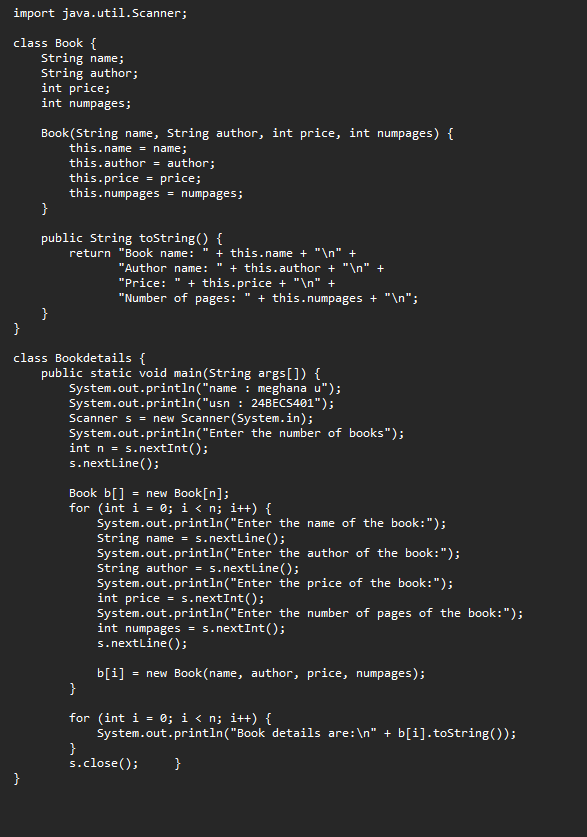 import java.util.Scanner;

class Book {
    String name;
    String author;
    int price;
    int numpages;

    Book(String name, String author, int price, int numpages) {
        this.name = name;
        this.author = author;
        this.price = price;
        this.numpages = numpages;
    }

    public String toString() {
        return "Book name: " + this.name + "\n" +
               "Author name: " + this.author + "\n" +
               "Price: " + this.price + "\n" +
               "Number of pages: " + this.numpages + "\n";
    }
}

class Bookdetails {
    public static void main(String args[]) {
        System.out.println("name : meghana u");
        System.out.println("usn : 24BECS401");
        Scanner s = new Scanner(System.in);
        System.out.println("Enter the number of books");
        int n = s.nextInt();
        s.nextLine();

        Book b[] = new Book[n];
        for (int i = 0; i < n; i++) {
            System.out.println("Enter the name of the book:");
            String name = s.nextLine();
            System.out.println("Enter the author of the book:");
            String author = s.nextLine();
            System.out.println("Enter the price of the book:");
            int price = s.nextInt();
            System.out.println("Enter the number of pages of the book:");
            int numpages = s.nextInt();
            s.nextLine();

            b[i] = new Book(name, author, price, numpages);
        }

        for (int i = 0; i < n; i++) {
            System.out.println("Book details are:\n" + b[i].toString());
        }
        s.close();     }
}